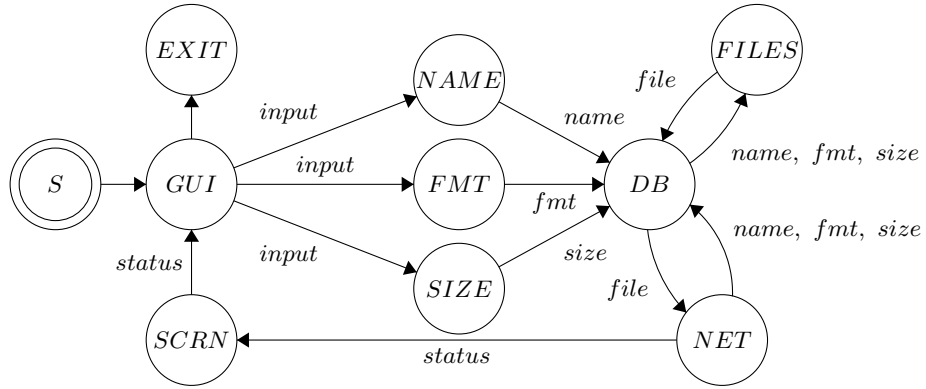 EXIT
FILES
NAME
file
input
name
name, fmt, size
input
S
GUI
FMT
DB
fmt
name, fmt, size
input
size
status
SIZE
file
SCRN
NET
status